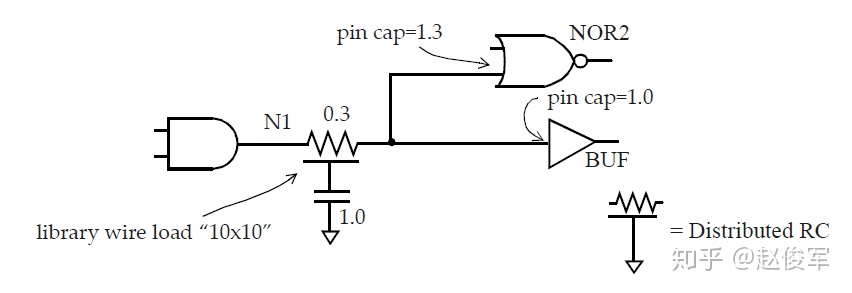 pin cap=1.3
NOR2
pin cap=1.0
N1
0.3
BUF
1.0
library wire load “10x10”
= Distributed RC
知乎 @赵俊军